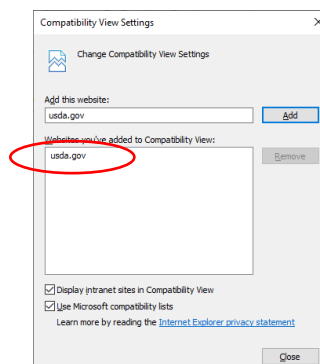 Compatibility View Settings
Change Compatibility View Settings
Add this website:
usda.gov
Add
Websites you've added to Compatibility View:
usda.gov
Remove
Display intranet sites in Compatibility View
Use Microsoft compatibility lists
Learn more by reading the Internet Explorer privacy statement
Close